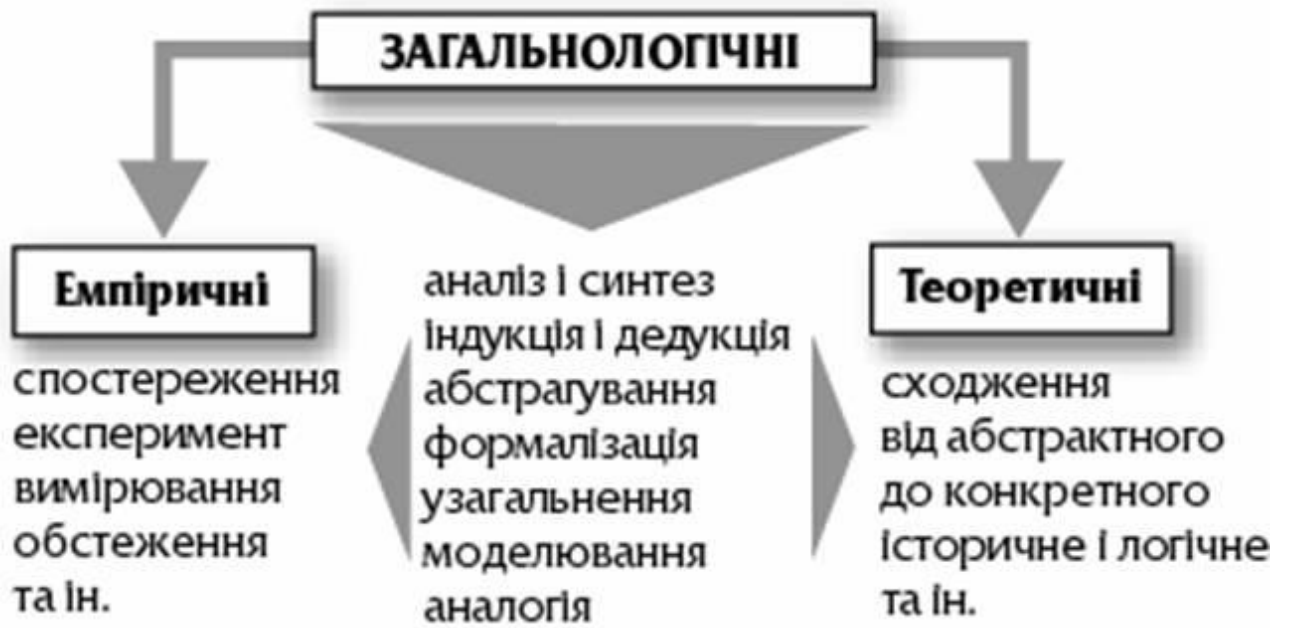 ЗАГАЛЬНОЛОГІЧНІ
Емпіричні
спостереження
експеримент
вимірювання
обстеження
та ін.
аналіз і синтез
індукція і дедукція
абстрагування
формалізація
узагальнення
моделювання
аналогія
Теоретичні
сходження
від абстрактного
до конкретного
історичне і логічне
та ін.